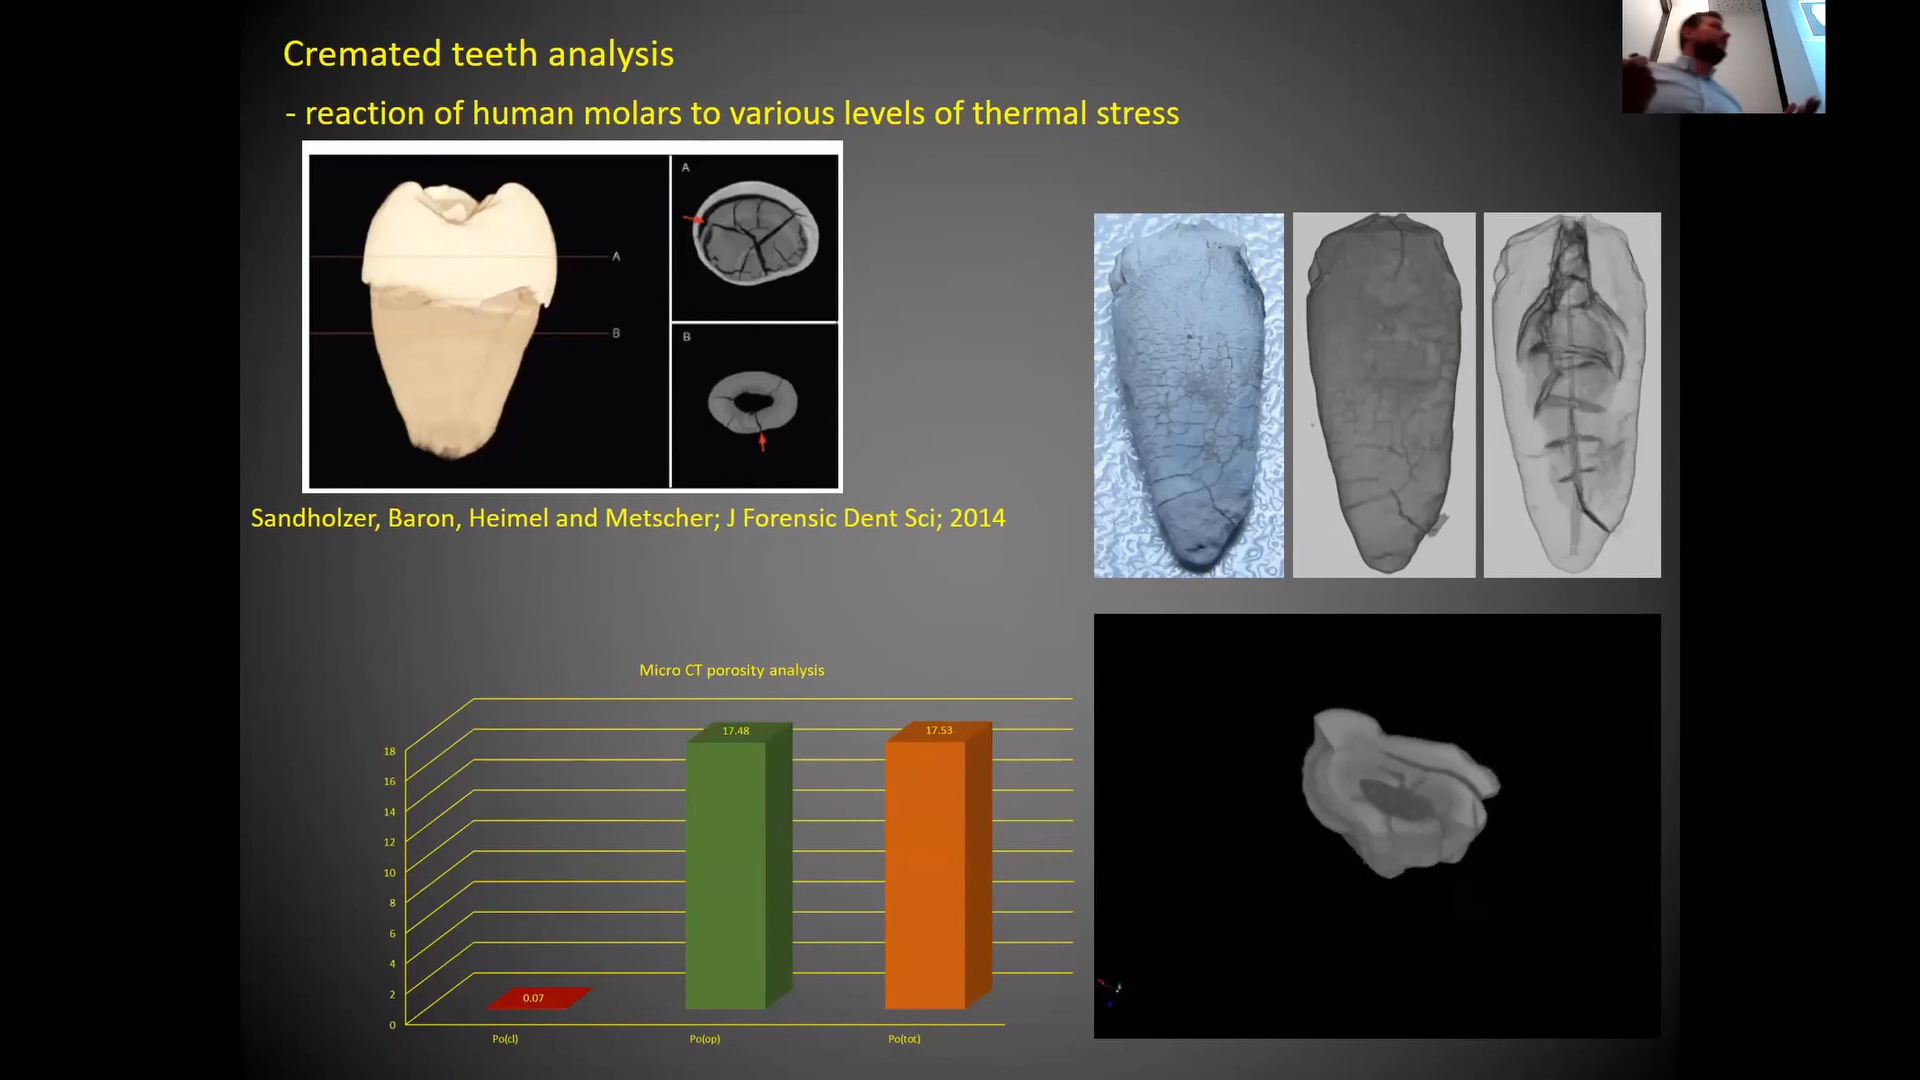 Cremated teeth analysis
- reaction of human molars to various levels of thermal stress
A
A
B
B
Sandholzer, Baron, Heimel and Metscher; J Forensic Dent Sci; 2014
Micro CT porosity analysis
18
16
14
12
10
8
6
4
2
0
0.07
17.48
17.53
Po(cl)
Po(op)
Po(tot)